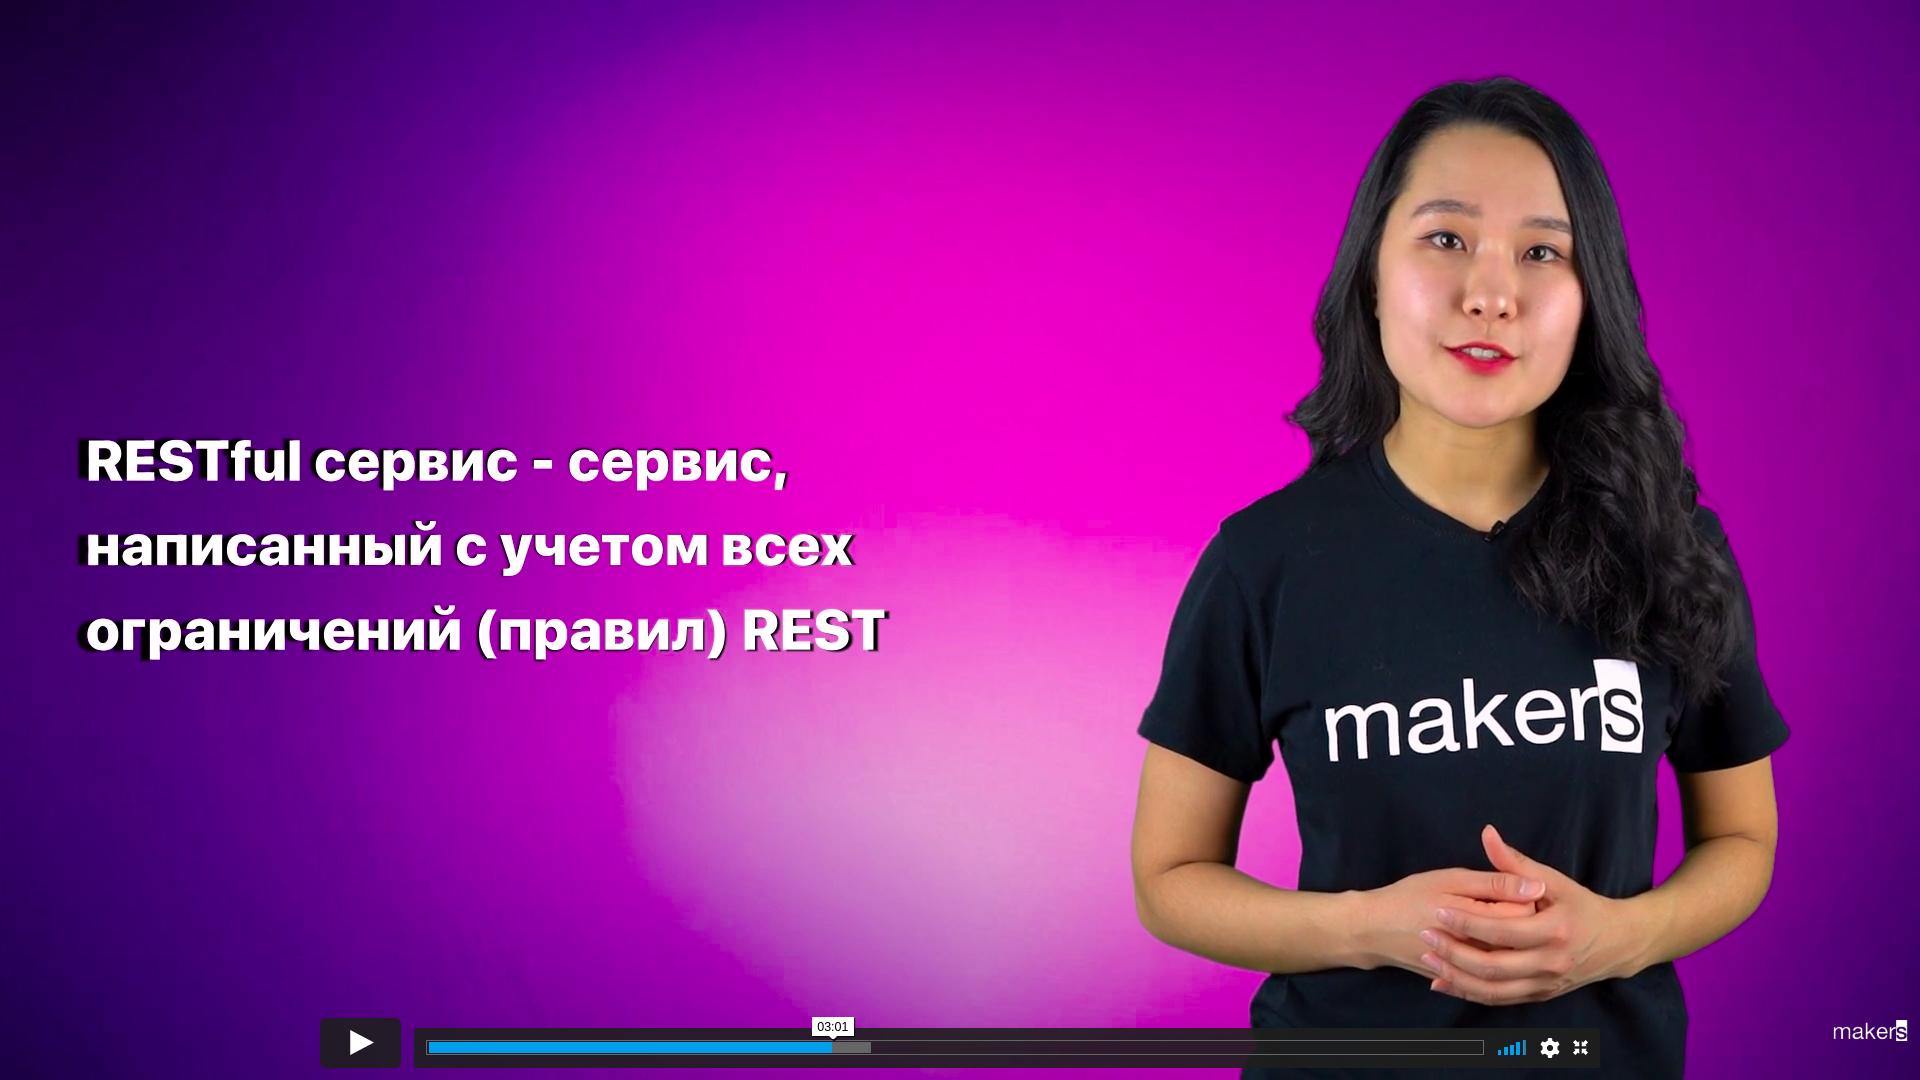 RESTful сервис - сервис,
написанный с учетом всех
ограничений (правил) REST
makers
03:01
makers